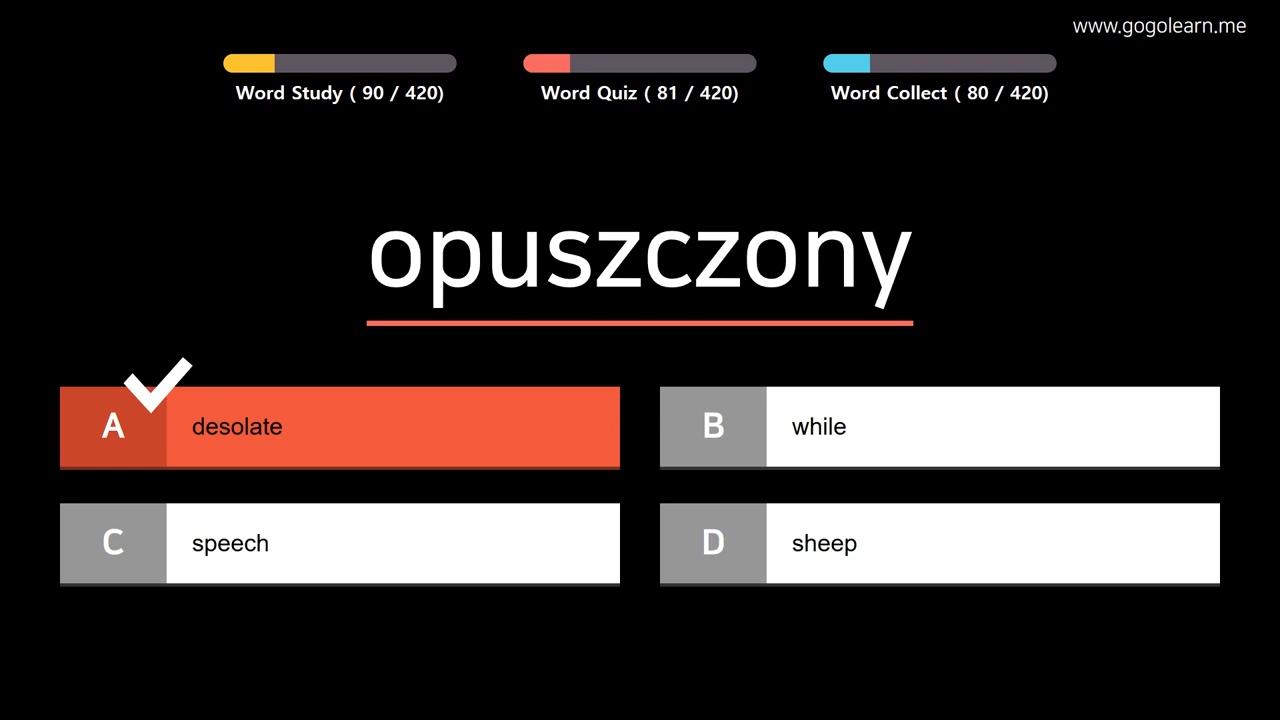 www.gogolearn.me
Word Study ( 90 / 420)
Word Quiz ( 81 / 420)
Word Collect ( 80 / 420)
opuszczony
A desolate
B while
C speech
D sheep